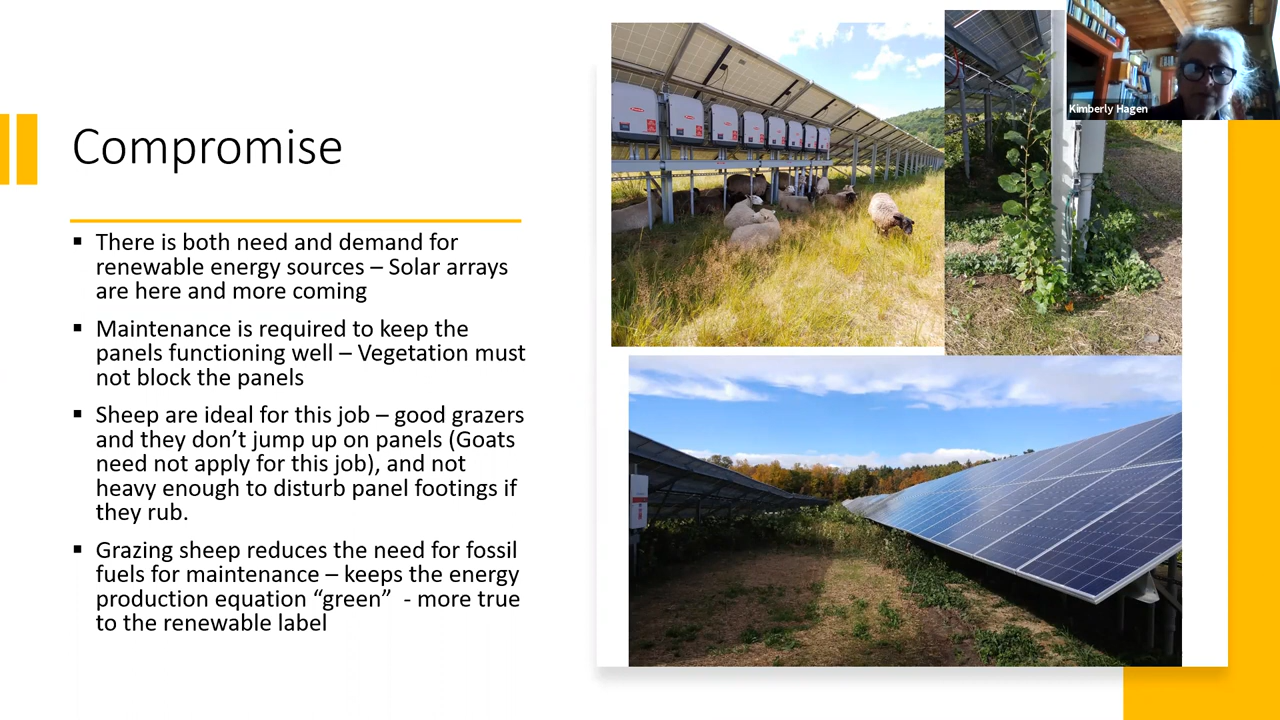 Compromise
▪ There is both need and demand for
renewable energy sources – Solar arrays
are here and more coming
▪ Maintenance is required to keep the
panels functioning well – Vegetation must
not block the panels
▪ Sheep are ideal for this job – good grazers
and they don’t jump up on panels (Goats
need not apply for this job), and not
heavy enough to disturb panel footings if
they rub.
▪ Grazing sheep reduces the need for fossil
fuels for maintenance – keeps the energy
production equation “green”  - more true
to the renewable label
Kimberly Hagen